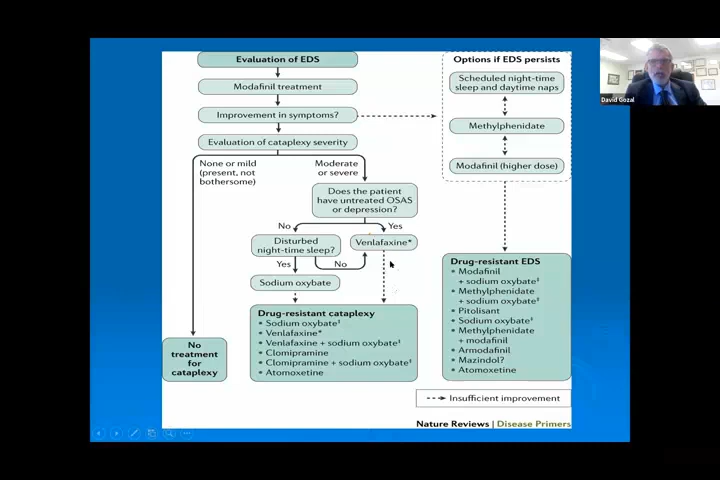 Evaluation of EDS
Modafinil treatment
Improvement in symptoms?
Evaluation of cataplexy severity
None or mild
(present, not
bothersome)
Moderate
or severe
Does the patient
have untreated OSAS
or depression?
No
Yes
Disturbed
night-time sleep?
Venlafaxine*
Yes
No
Sodium oxybate
Drug-resistant cataplexy
• Sodium oxybate‡
• Venlafaxine*
• Venlafaxine + sodium oxybate‡
• Clomipramine
• Clomipramine + sodium oxybate‡
• Atomoxetine
No
treatment
for
cataplexy
Options if EDS persists
Scheduled night-time
sleep and daytime naps
Methylphenidate
Modafinil (higher dose)
Drug-resistant EDS
• Modafinil
+ sodium oxybate‡
• Methylphenidate
+ sodium oxybate‡
• Pitolisant
• Sodium oxybate‡
• Methylphenidate
+ modafinil
• Armodafinil
• Mazindol?
• Atomoxetine
Insufficient improvement
Nature Reviews | Disease Primers
David Gozal